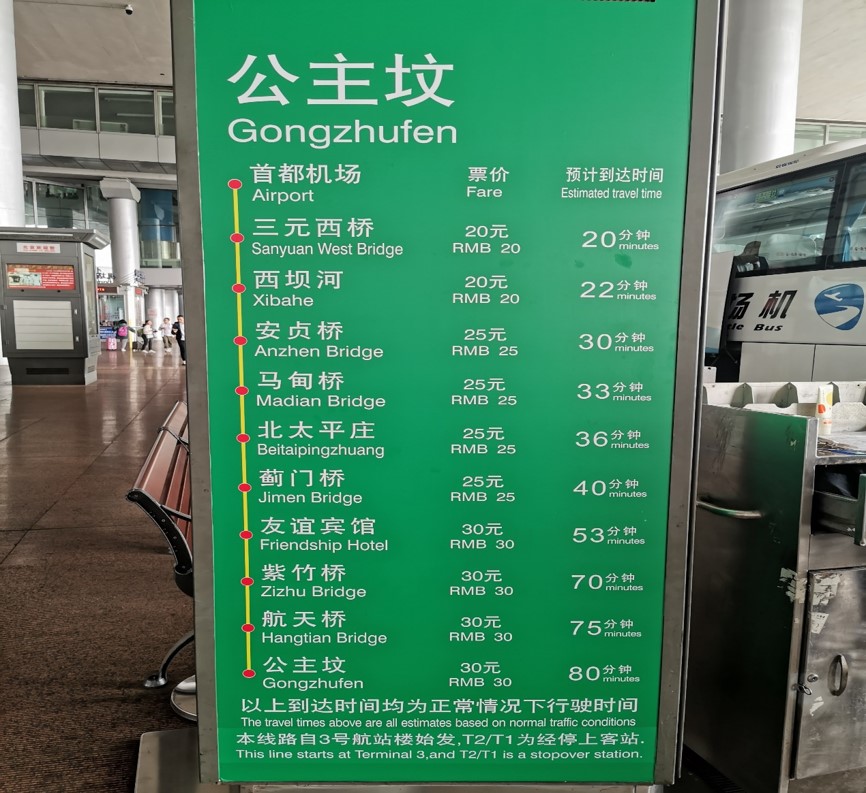 公主坟
Gongzhufen
首都机场 票价 预计到达时间
Airport Fare Estimated travel time
三元西桥 20元 20分钟
Sanyuan West Bridge RMB 20 minutes
西坝河 20元 22分钟
Xibahe RMB 20 minutes
安贞桥 25元 30分钟
Anzhen Bridge RMB 25 minutes
马甸桥 25元 33分钟
Madian Bridge RMB 25 minutes
北太平庄 25元 36分钟
Beitaipingzhuang RMB 25 minutes
蓟门桥 25元 40分钟
Jimen Bridge RMB 25 minutes
友谊宾馆 30元 53分钟
Friendship Hotel RMB 30 minutes
紫竹桥 30元 70分钟
Zizhu Bridge RMB 30 minutes
航天桥 30元 75分钟
Hangtian Bridge RMB 30 minutes
公主坟 30元 80分钟
Gongzhufen RMB 30 minutes
以上到达时间均为正常情况下行驶时间
The travel times above are all estimates based on normal traffic conditions
本线路自3号航站楼始发,T2/T1为经停上客站.
This line starts at Terminal 3,and T2/T1 is a stopover station.
场 机
Bus